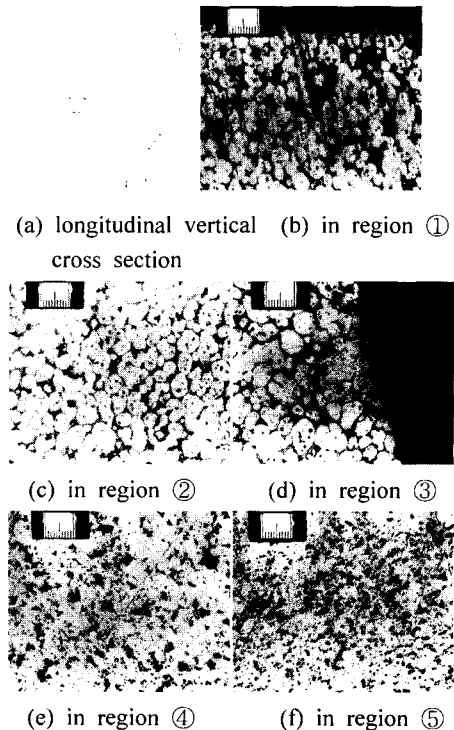 (a) longitudinal vertical (b) in region ①
cross section
(c) in region ② (d) in region ③
(e) in region ④ (f) in region ⑤